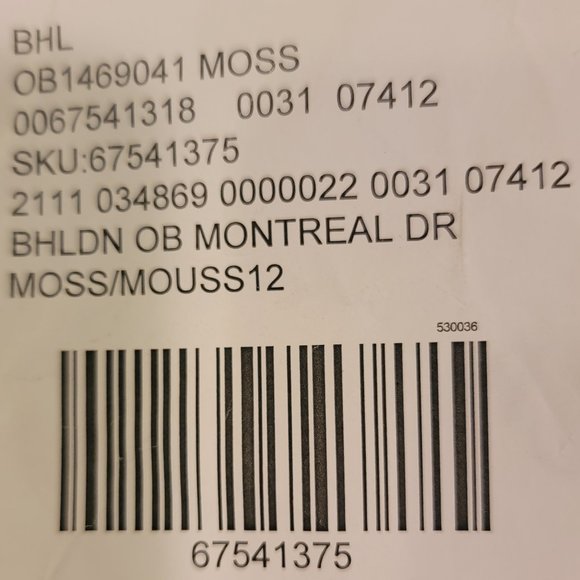 BHL
OB1469041 MOSS
0067541318 0031 07412
SKU:67541375
2111 034869 0000022 0031 07412
BHLDN OB MONTREAL DR
MOSS/MOUSS12
530036
67541375